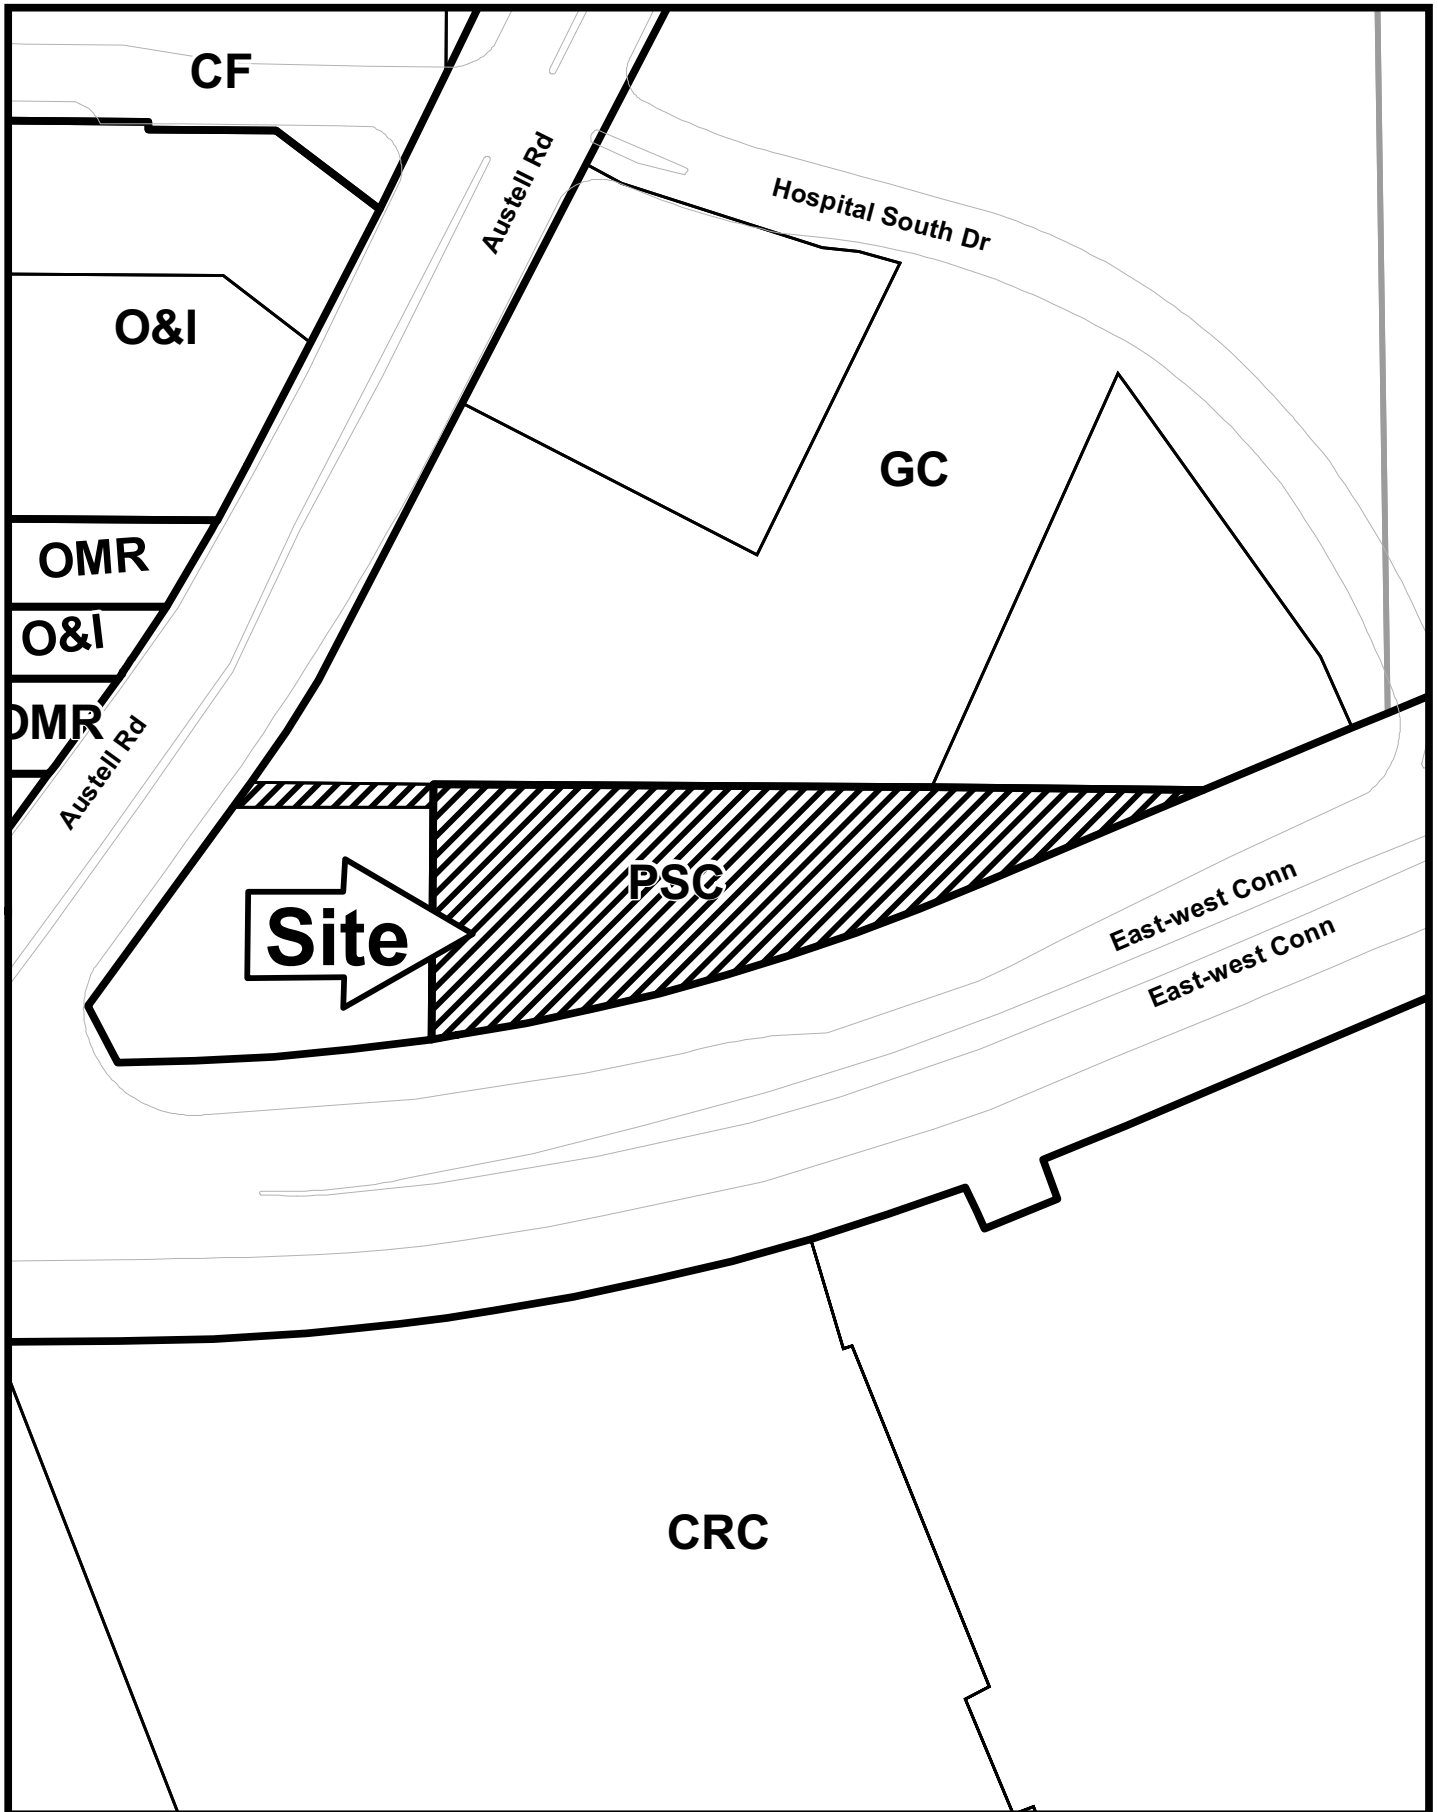 CF
Austell Rd
Hospital South Dr
O&I
GC
OMR
O&I
OMR
Austell Rd
PSC
Site
East-west Conn
East-west Conn
CRC